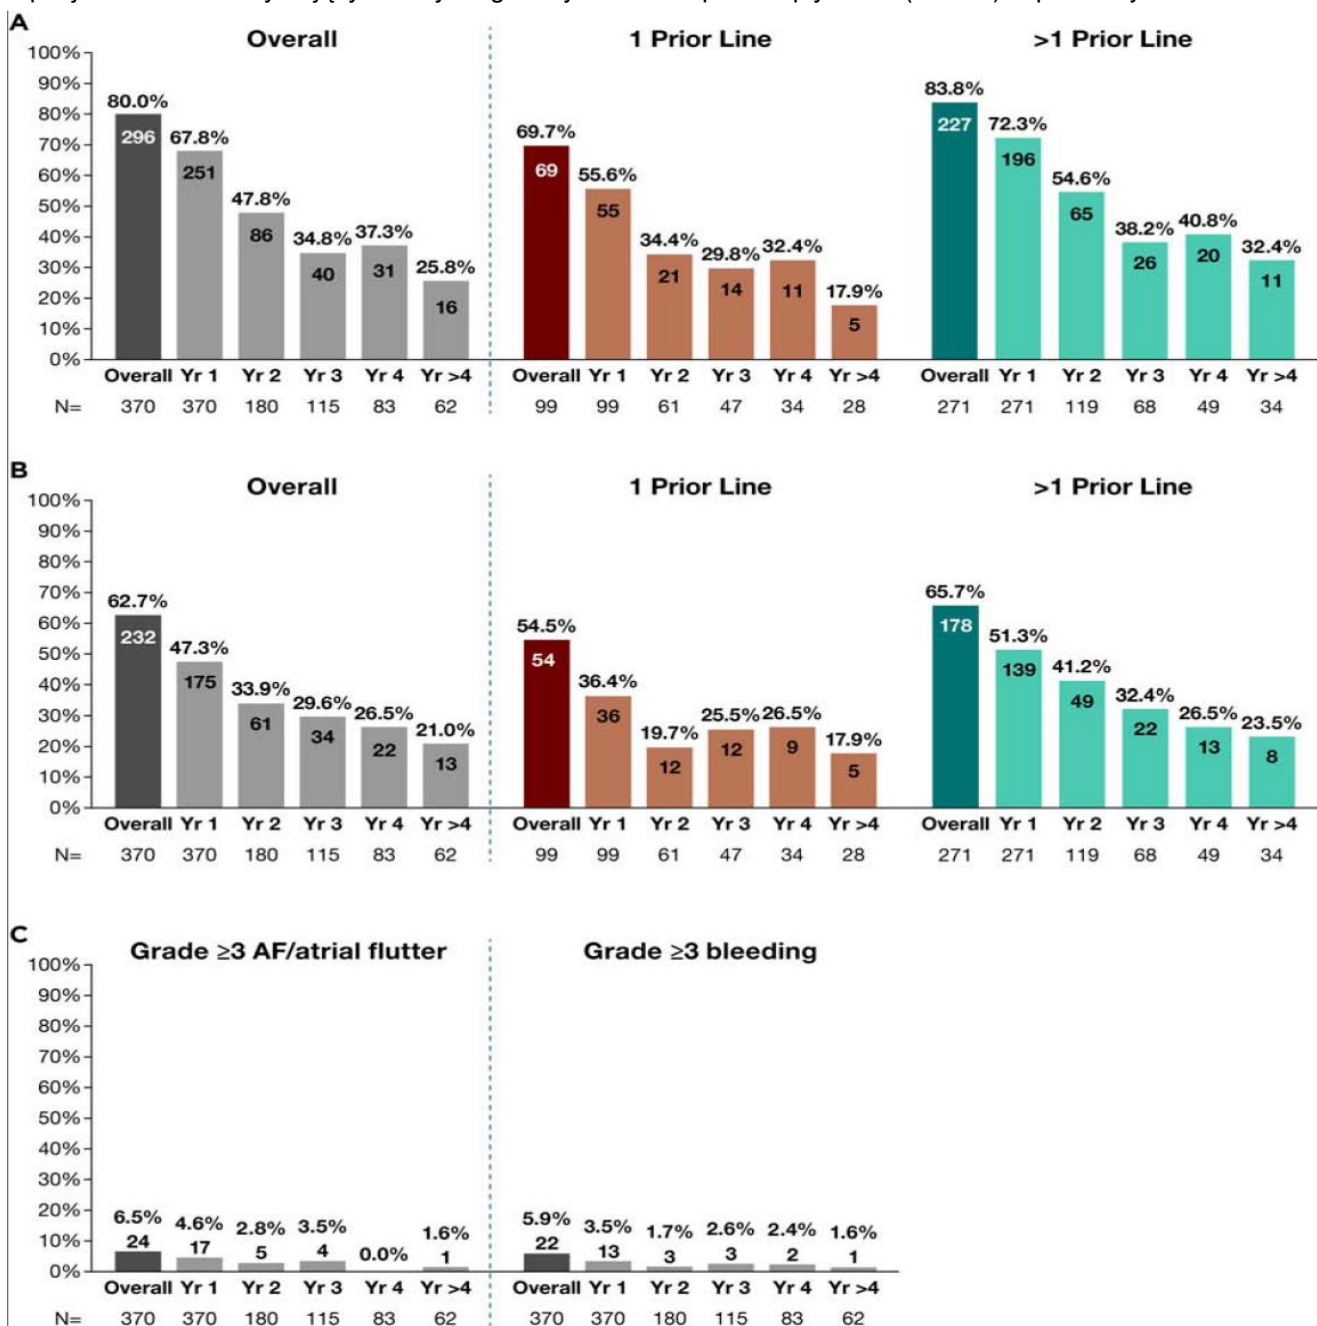 A
Overall 1 Prior Line >1 Prior Line
100%
90%
80%
70%
60%
50%
40%
30%
20%
10%
0%
80.0% 67.8% 47.8% 34.8% 37.3% 25.8%
296 251 86 40 31 16
69.7% 55.6% 34.4% 29.8% 32.4% 17.9%
69 55 21 14 11 5
83.8% 72.3% 54.6% 38.2% 40.8% 32.4%
227 196 65 26 20 11
Overall Yr 1 Yr 2 Yr 3 Yr 4 Yr >4 Overall Yr 1 Yr 2 Yr 3 Yr 4 Yr >4 Overall Yr 1 Yr 2 Yr 3 Yr 4 Yr >4
N= 370 370 180 115 83 62 99 99 61 47 34 28 271 271 119 68 49 34
B
Overall 1 Prior Line >1 Prior Line
100%
90%
80%
70%
60%
50%
40%
30%
20%
10%
0%
62.7% 47.3% 33.9% 29.6% 26.5% 21.0%
232 175 61 34 22 13
54.5% 36.4% 19.7% 25.5% 26.5% 17.9%
54 36 12 12 9 5
65.7% 51.3% 41.2% 32.4% 26.5% 23.5%
178 139 49 22 13 8
Overall Yr 1 Yr 2 Yr 3 Yr 4 Yr >4 Overall Yr 1 Yr 2 Yr 3 Yr 4 Yr >4 Overall Yr 1 Yr 2 Yr 3 Yr 4 Yr >4
N= 370 370 180 115 83 62 99 99 61 47 34 28 271 271 119 68 49 34
C
Grade ≥3 AF/atrial flutter Grade ≥3 bleeding
100%
90%
80%
70%
60%
50%
40%
30%
20%
10%
0%
6.5% 4.6% 2.8% 3.5% 0.0% 1.6%
24 17 5 4 1
5.9% 3.5% 1.7% 2.6% 2.4% 1.6%
22 13 3 3 2 1
Overall Yr 1 Yr 2 Yr 3 Yr 4 Yr >4 Overall Yr 1 Yr 2 Yr 3 Yr 4 Yr >4
N= 370 370 180 115 83 62 370 370 180 115 83 62